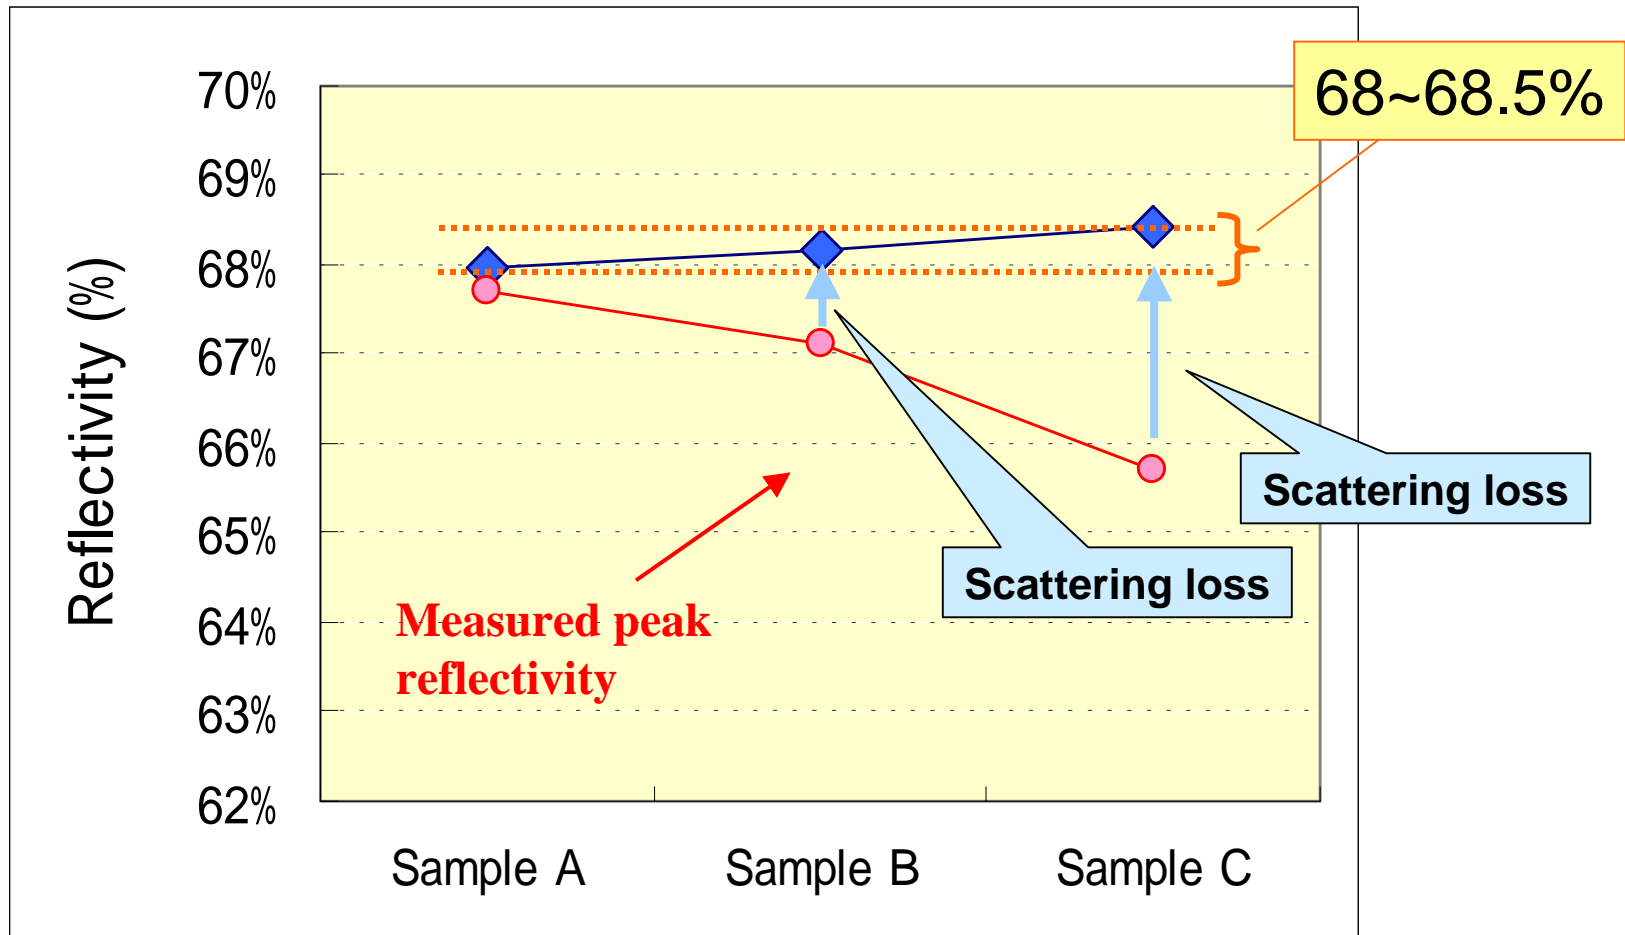 68~68.5%
70%
69%
68%
67%
66%
65%
64%
63%
62%
Reflectivity (%)
Scattering loss
Scattering loss
Measured peak
reflectivity
Sample A
Sample B
Sample C